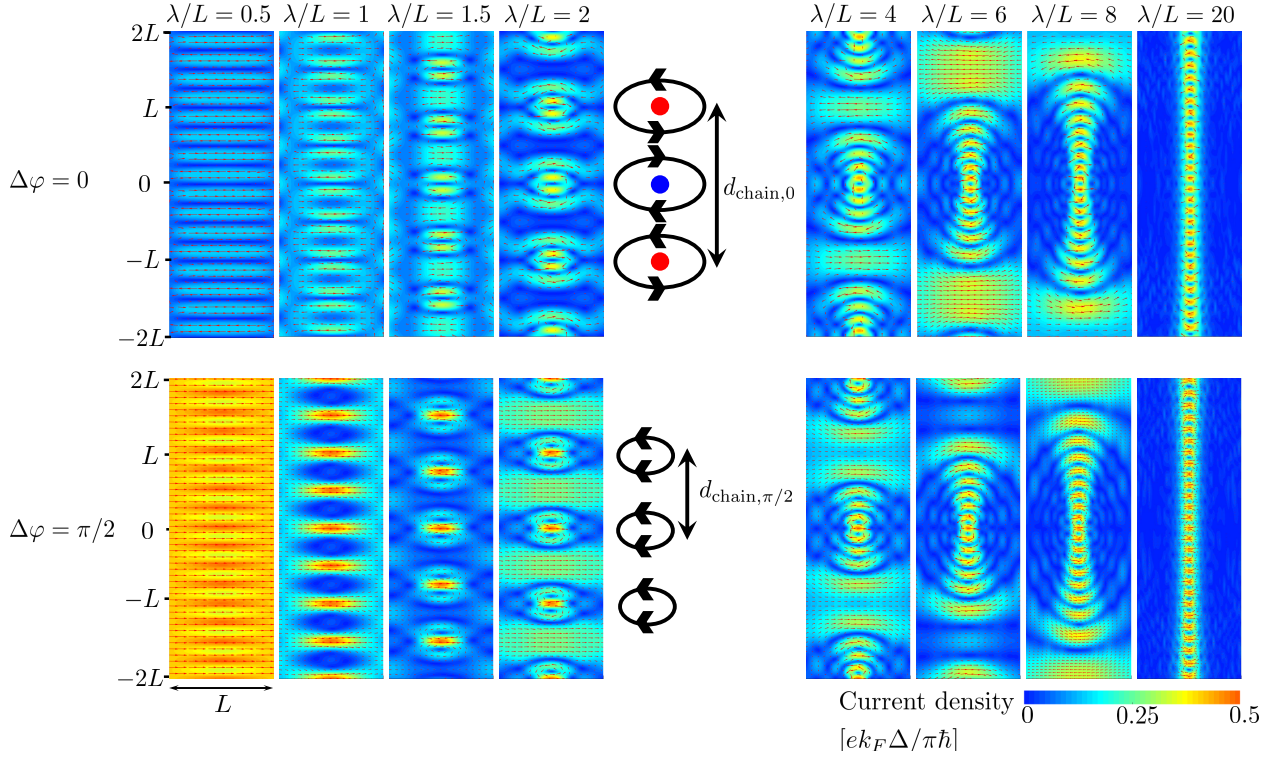 λ/L = 0.5 λ/L = 1 λ/L = 1.5 λ/L = 2 λ/L = 4 λ/L = 6 λ/L = 8 λ/L = 20
2L
L
Δφ = 0 0
−L
−2L
d_chain,0
2L
L
Δφ = π/2 0
−L
−2L
d_chain,π/2
L
Current density
0 0.25 0.5
[ek_FΔ/πℏ]